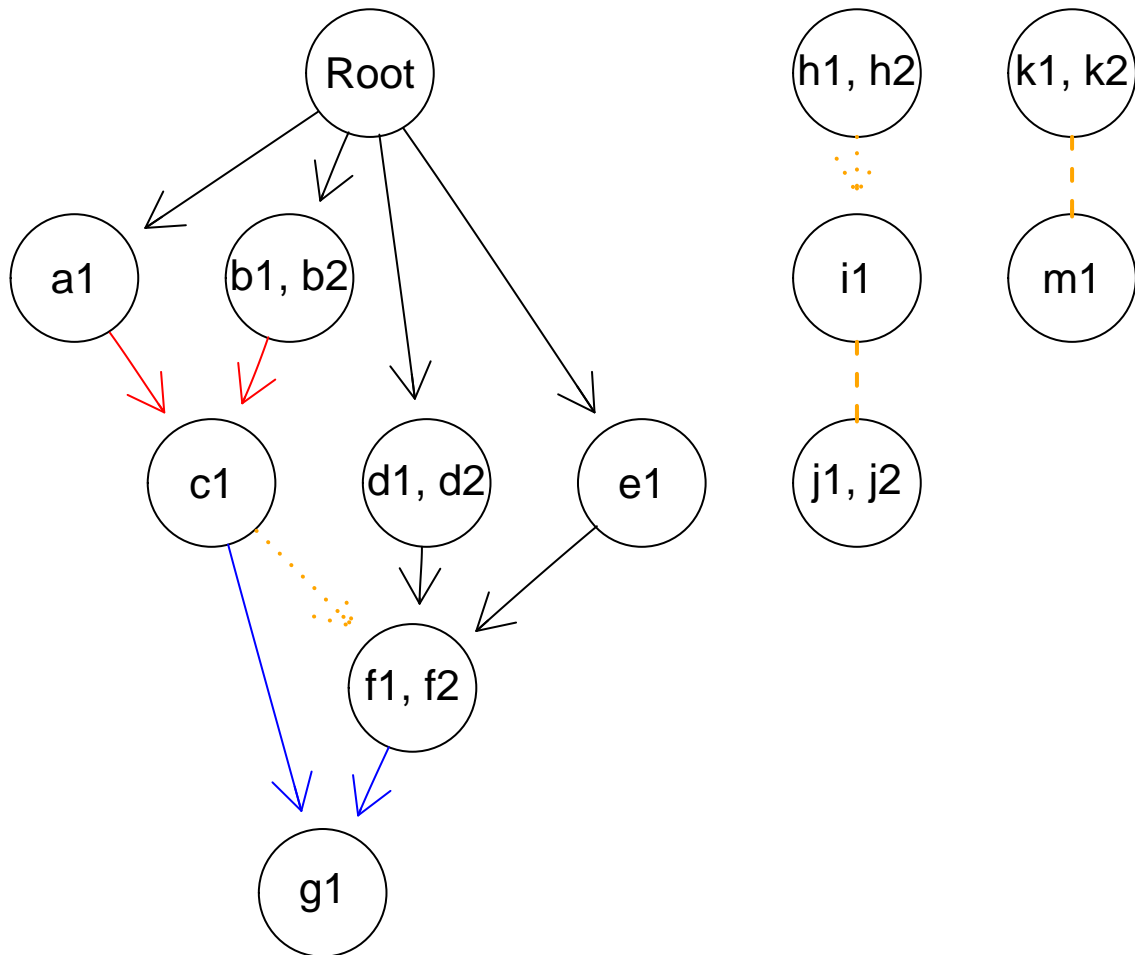 Root
h1, h2
k1, k2
a1
b1, b2
i1
m1
c1
d1, d2
e1
j1, j2
f1, f2
g1